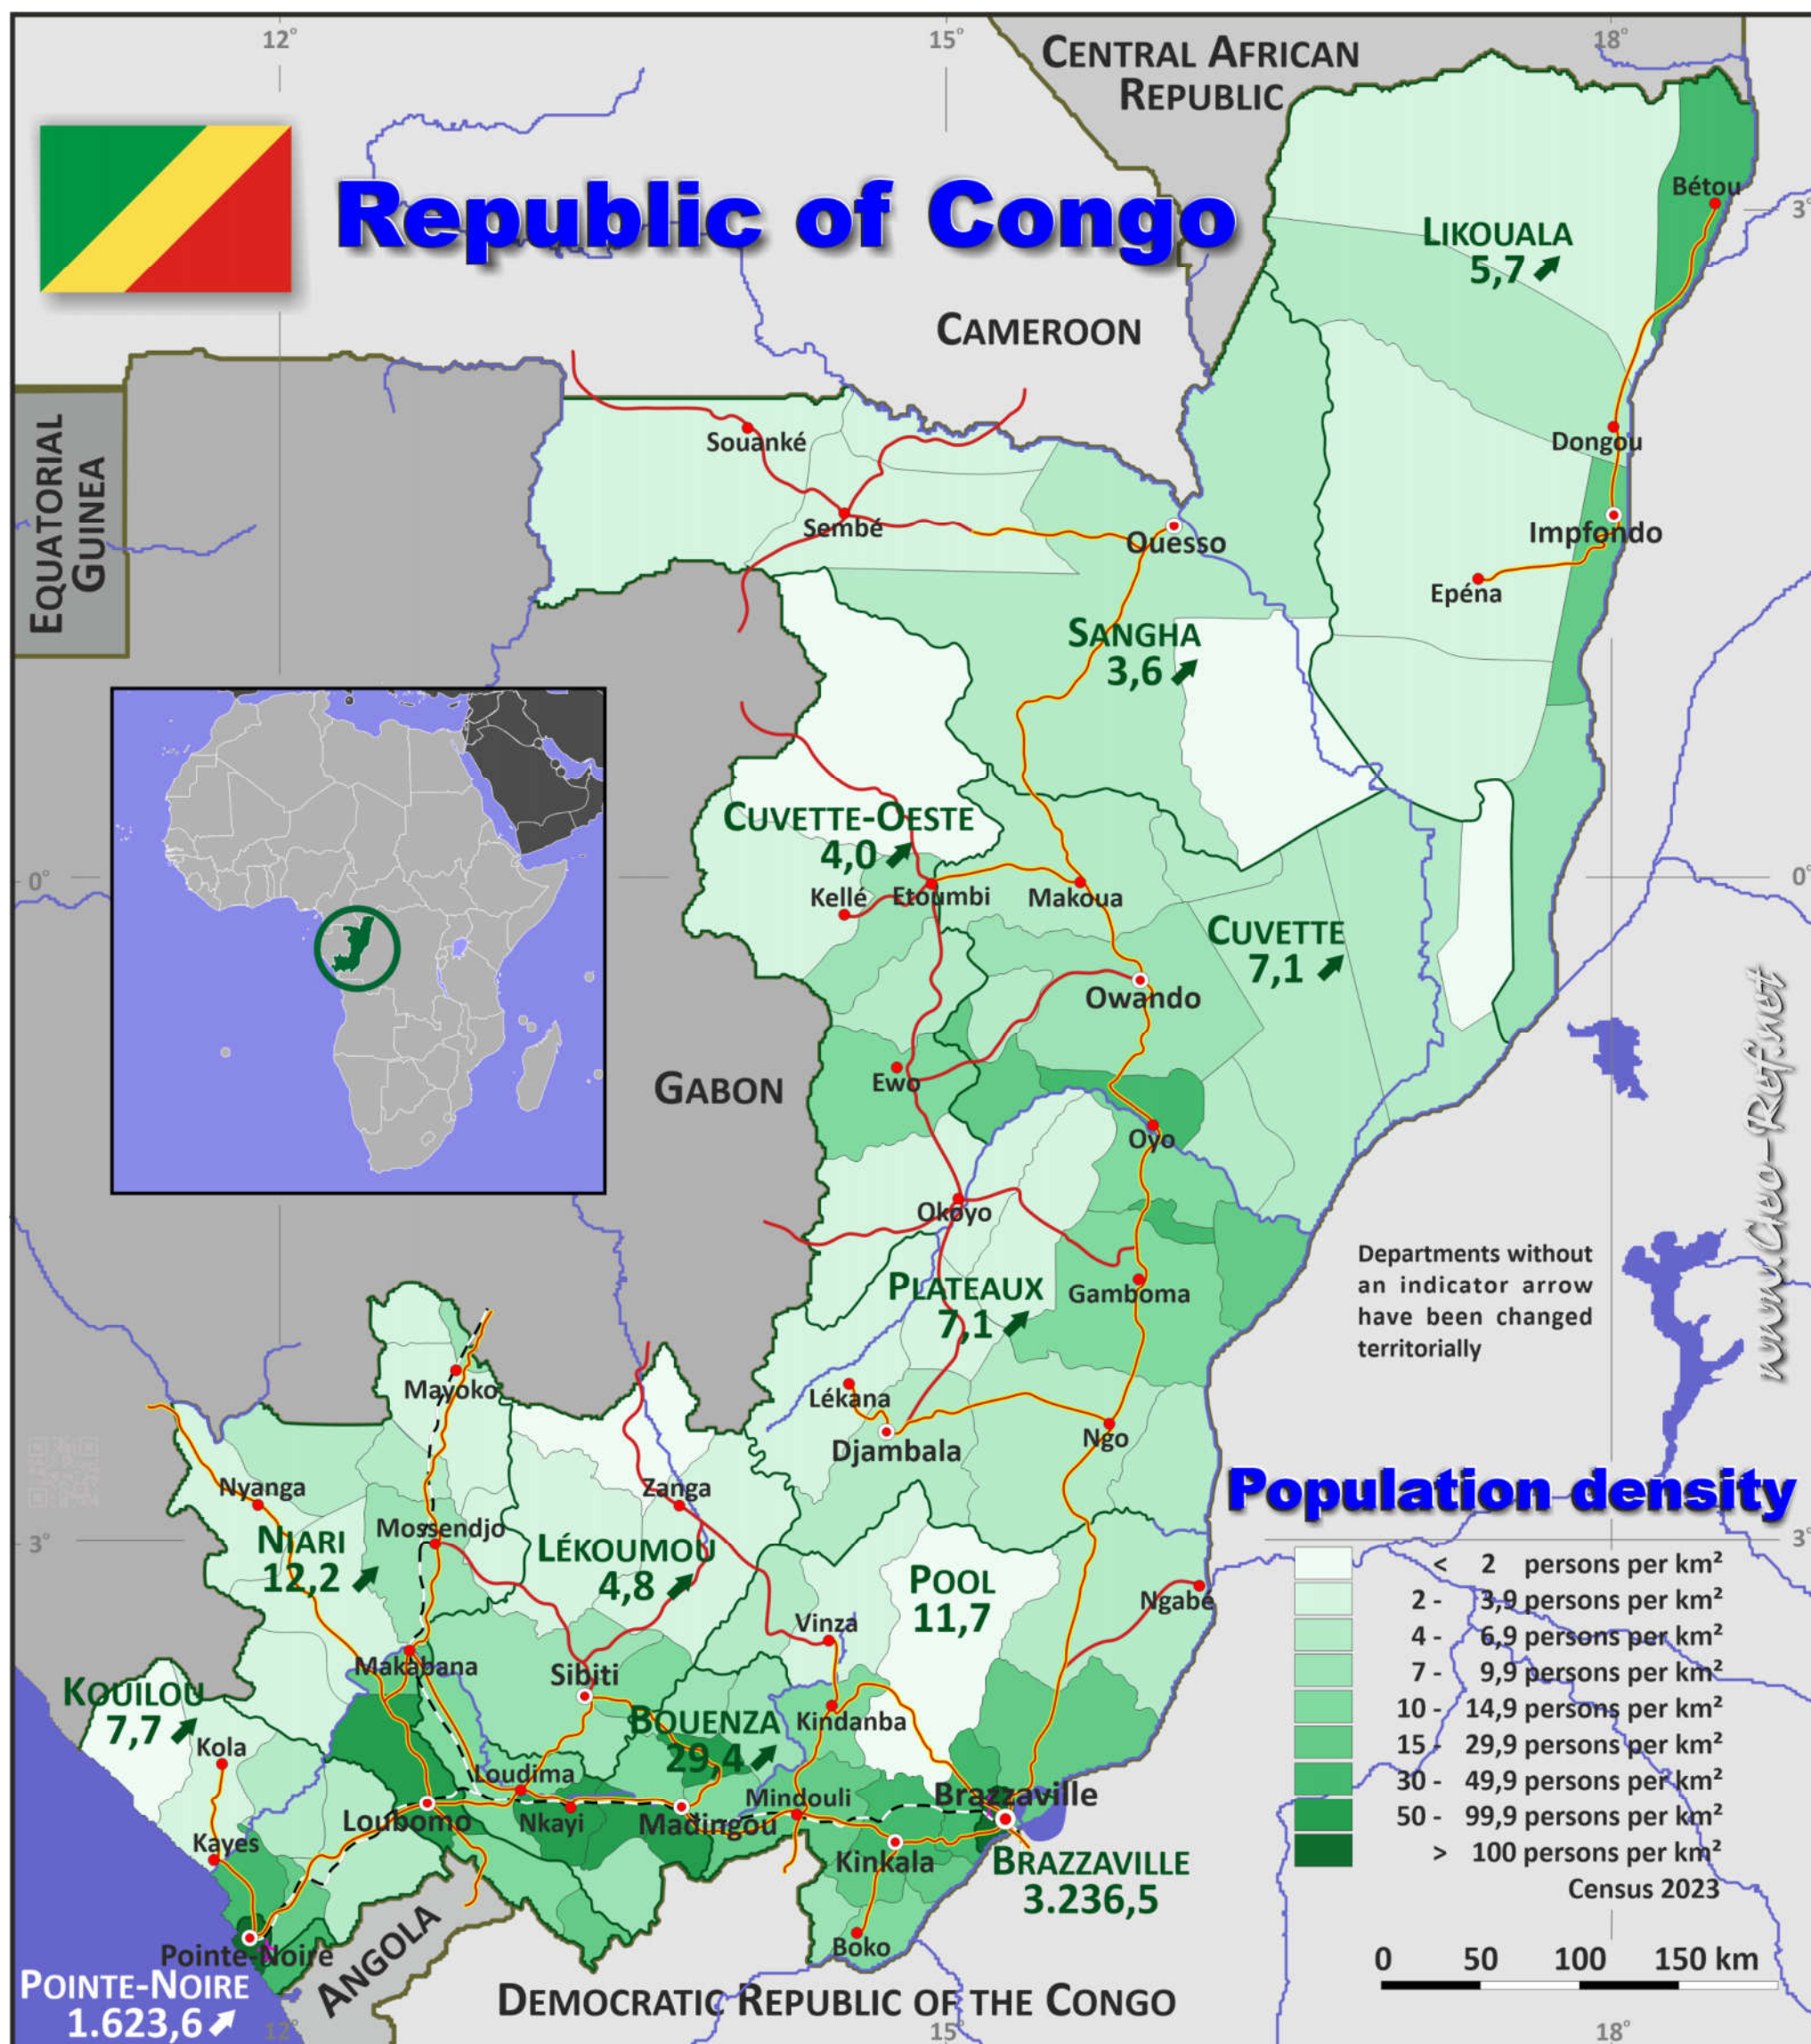 12°
15°
18°
CENTRAL AFRICAN
REPUBLIC
Republic of Congo
Bétou
3°
LIKOUALA
5,7
CAMEROON
EQUATORIAL
GUINEA
Souanké
Dongou
Sembé
Ouesso
Impfondo
Epéna
SANGHA
3,6
CUVETTE-OESTE
4,0
0°
0°
Kellé
Etoumbi
Makoua
CUVETTE
7,1
Owando
GABON
Ewo
Oyo
Okoyo
www.Geo-Ref.net
Departments without
an indicator arrow
have been changed
territorially
PLATEAUX
7,1
Gamboma
Mayoko
Lékana
Djambala
Ngo
Nyanga
Zanga
Population density
Mossendjo
3°
3°
NIARI
12,2
LÉKOUMOU
4,8
POOL
11,7
Ngabé
Vinza
Makabana
Sibiti
KOUILOU
7,7
BOUENZA
29,4
Kindanba
Kola
Loudima
Mindouli
Brazzaville
Loubomo
Nkayi
Madingou
Kayes
Kinkala
BRAZZAVILLE
3.236,5
Boko
Pointe-Noire
POINTE-NOIRE
1.623,6
ANGOLA
DEMOCRATIC REPUBLIC OF THE CONGO
< 2 persons per km²
2 - 3,9 persons per km²
4 - 6,9 persons per km²
7 - 9,9 persons per km²
10 - 14,9 persons per km²
15 - 29,9 persons per km²
30 - 49,9 persons per km²
50 - 99,9 persons per km²
> 100 persons per km²
Census 2023
0 50 100 150 km
12°
15°
18°